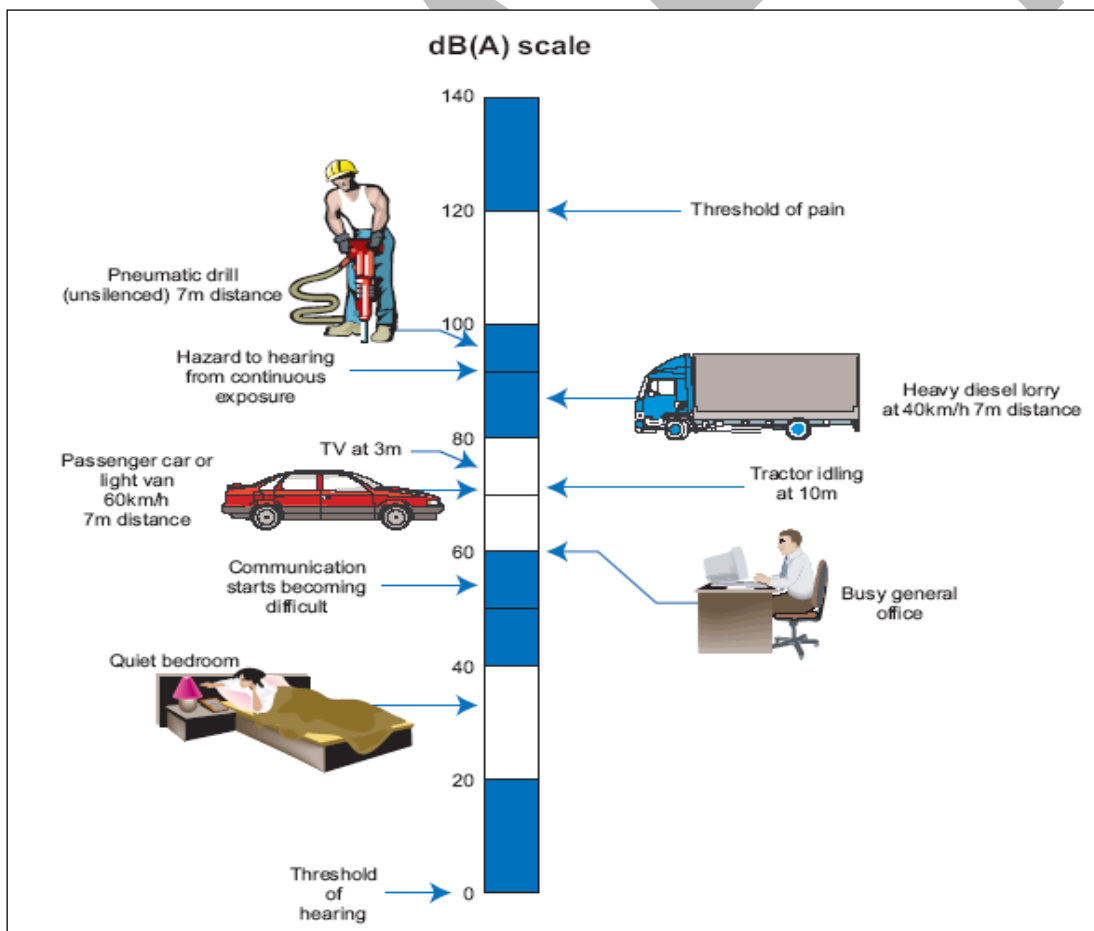 dB(A) scale
140
120
Threshold of pain
Pneumatic drill
(unsilenced) 7m distance
100
Hazard to hearing
from continuous
exposure
Heavy diesel lorry
at 40km/h 7m distance
80
TV at 3m
Passenger car or
light van
60km/h
7m distance
Tractor idling
at 10m
60
Communication
starts becoming
difficult
Busy general
office
Quiet bedroom
40
20
Threshold
of
hearing
0